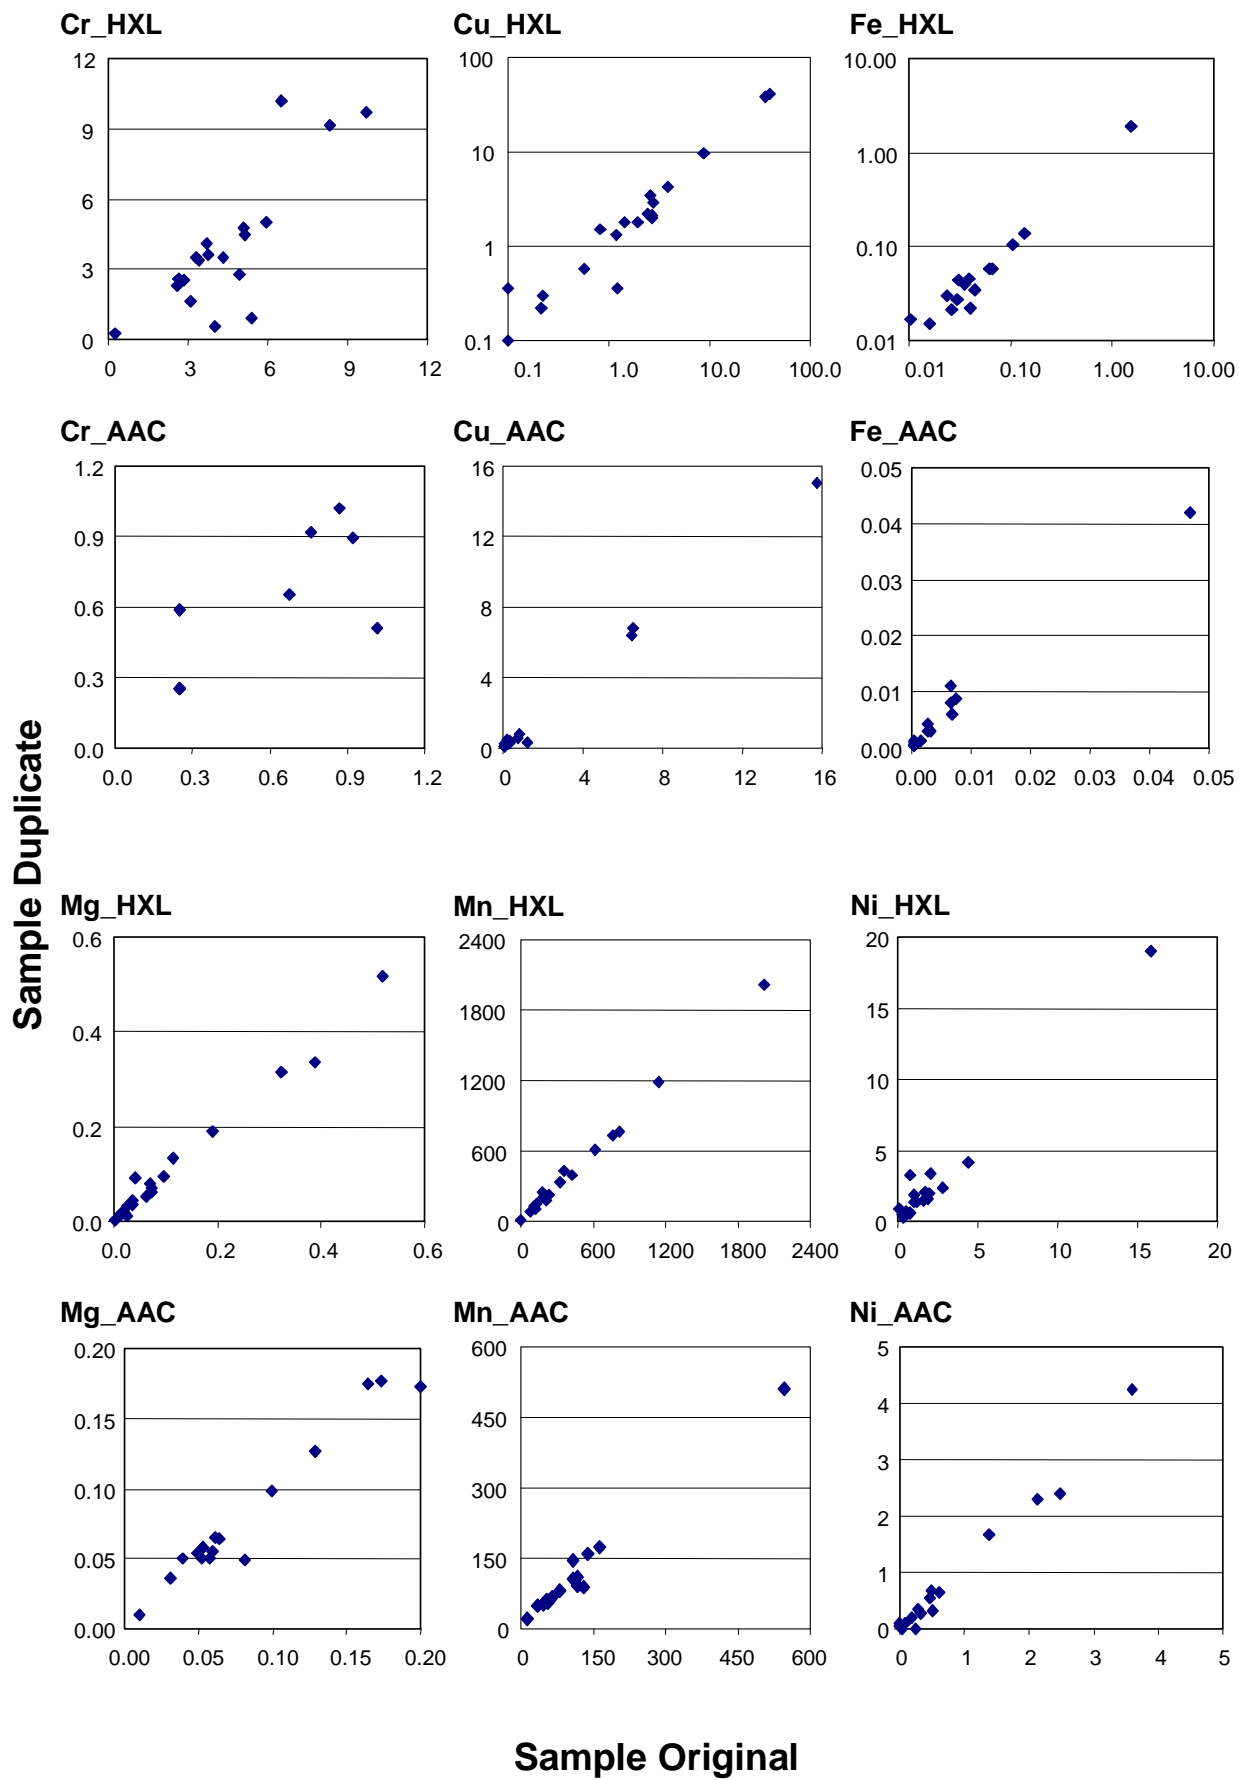 Cr_HXL
Cu_HXL
Fe_HXL
12
9
6
3
0
0 3 6 9 12
100
10
1
0.1
0.1 1.0 10.0 100.0
10.00
1.00
0.10
0.01
0.01 0.10 1.00 10.00
Cr_AAC
Cu_AAC
Fe_AAC
1.2
0.9
0.6
0.3
0.0
0.0 0.3 0.6 0.9 1.2
16
12
8
4
0
0 4 8 12 16
0.05
0.04
0.03
0.02
0.01
0.00
0.00 0.01 0.02 0.03 0.04 0.05
Sample Duplicate
Mg_HXL
Mn_HXL
Ni_HXL
0.6
0.4
0.2
0.0
0.0 0.2 0.4 0.6
2400
1800
1200
600
0
0 600 1200 1800 2400
20
15
10
5
0
0 5 10 15 20
Mg_AAC
Mn_AAC
Ni_AAC
0.20
0.15
0.10
0.05
0.00
0.00 0.05 0.10 0.15 0.20
600
450
300
150
0
0 150 300 450 600
5
4
3
2
1
0
0 1 2 3 4 5
Sample Original